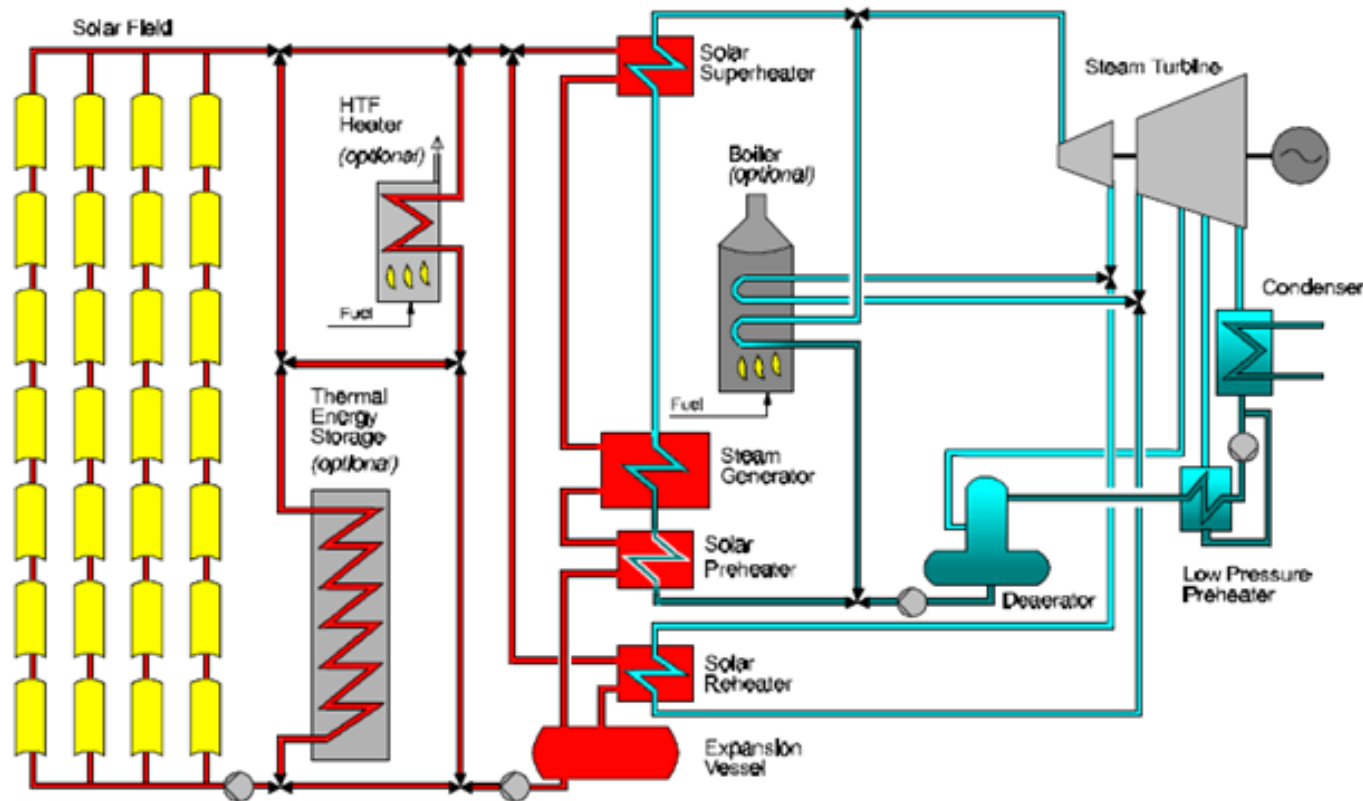 Solar Field
HTF
Heater
(optional)
Fuel
Thermal
Energy
Storage
(optional)
Solar
Superheater
Boiler
(optional)
Fuel
Steam Turbine
Condenser
Steam
Generator
Solar
Preheater
Deaerator
Low Pressure
Preheater
Solar
Reheater
Expansion
Vessel